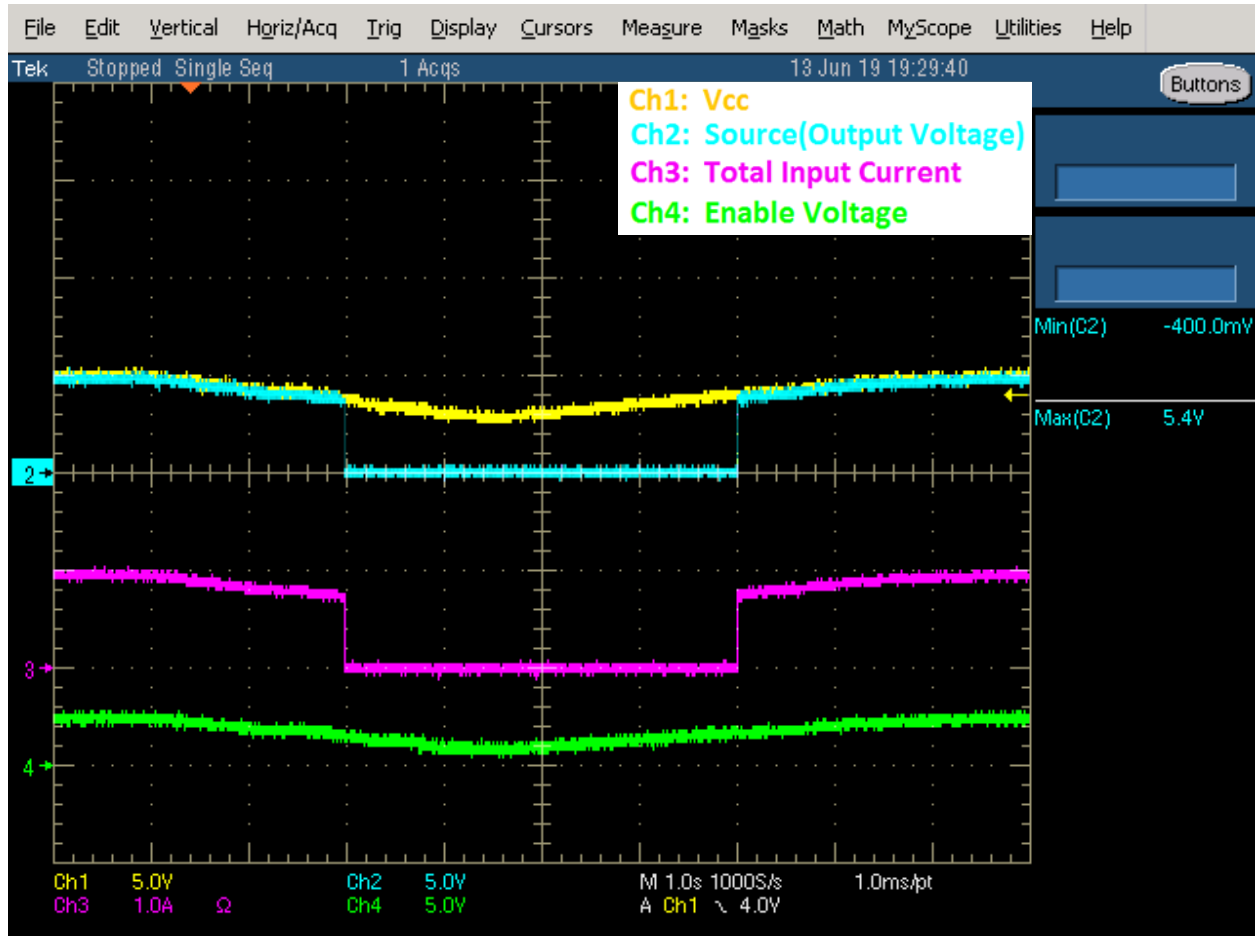 File Edit Vertical Horiz/Acq Trig Display Cursors Measure Masks Math MyScope Utilities Help
Tek Stopped Single Seq 1 Acqs 13 Jun 19 19:29:40
Buttons
Ch1: Vcc
Ch2: Source(Output Voltage)
Ch3: Total Input Current
Ch4: Enable Voltage
Min(C2) -400.0mV
Max(C2) 5.4V
2
3
4
Ch1 5.0V Ch2 5.0V M 1.0s 1000S/s 1.0ms/pt
Ch3 1.0A Ω Ch4 5.0V A Ch1 \ 4.0V